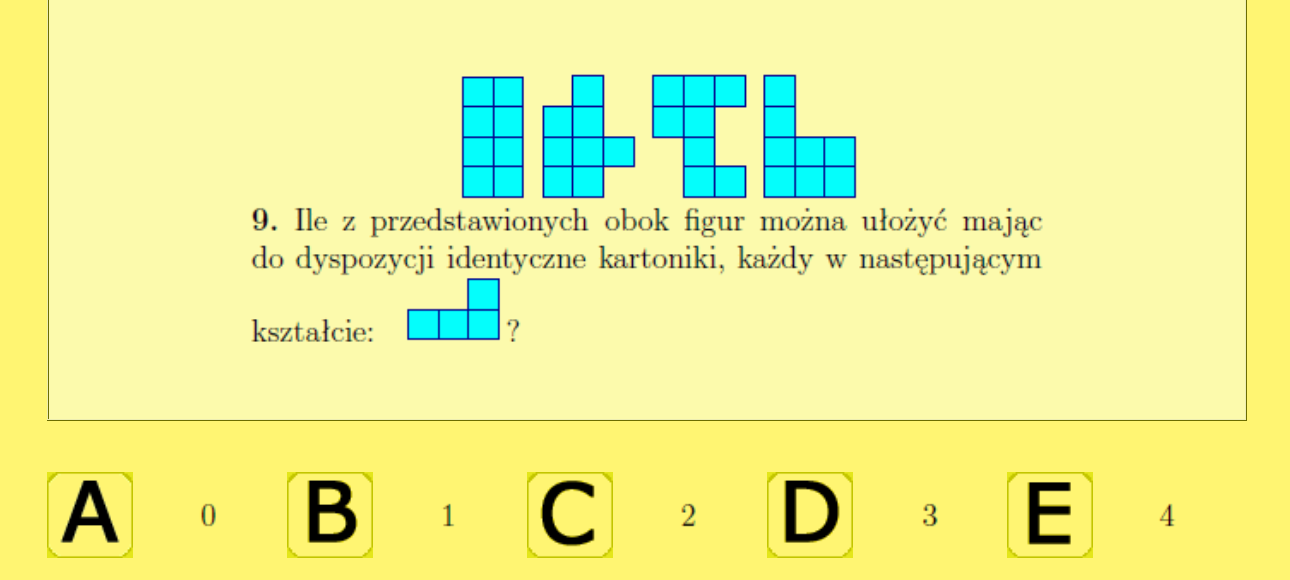 9. Ile z przedstawionych obok figur można ułożyć mając
do dyspozycji identyczne kartoniki, każdy w następującym
kształcie: ?
A 0 B 1 C 2 D 3 E 4